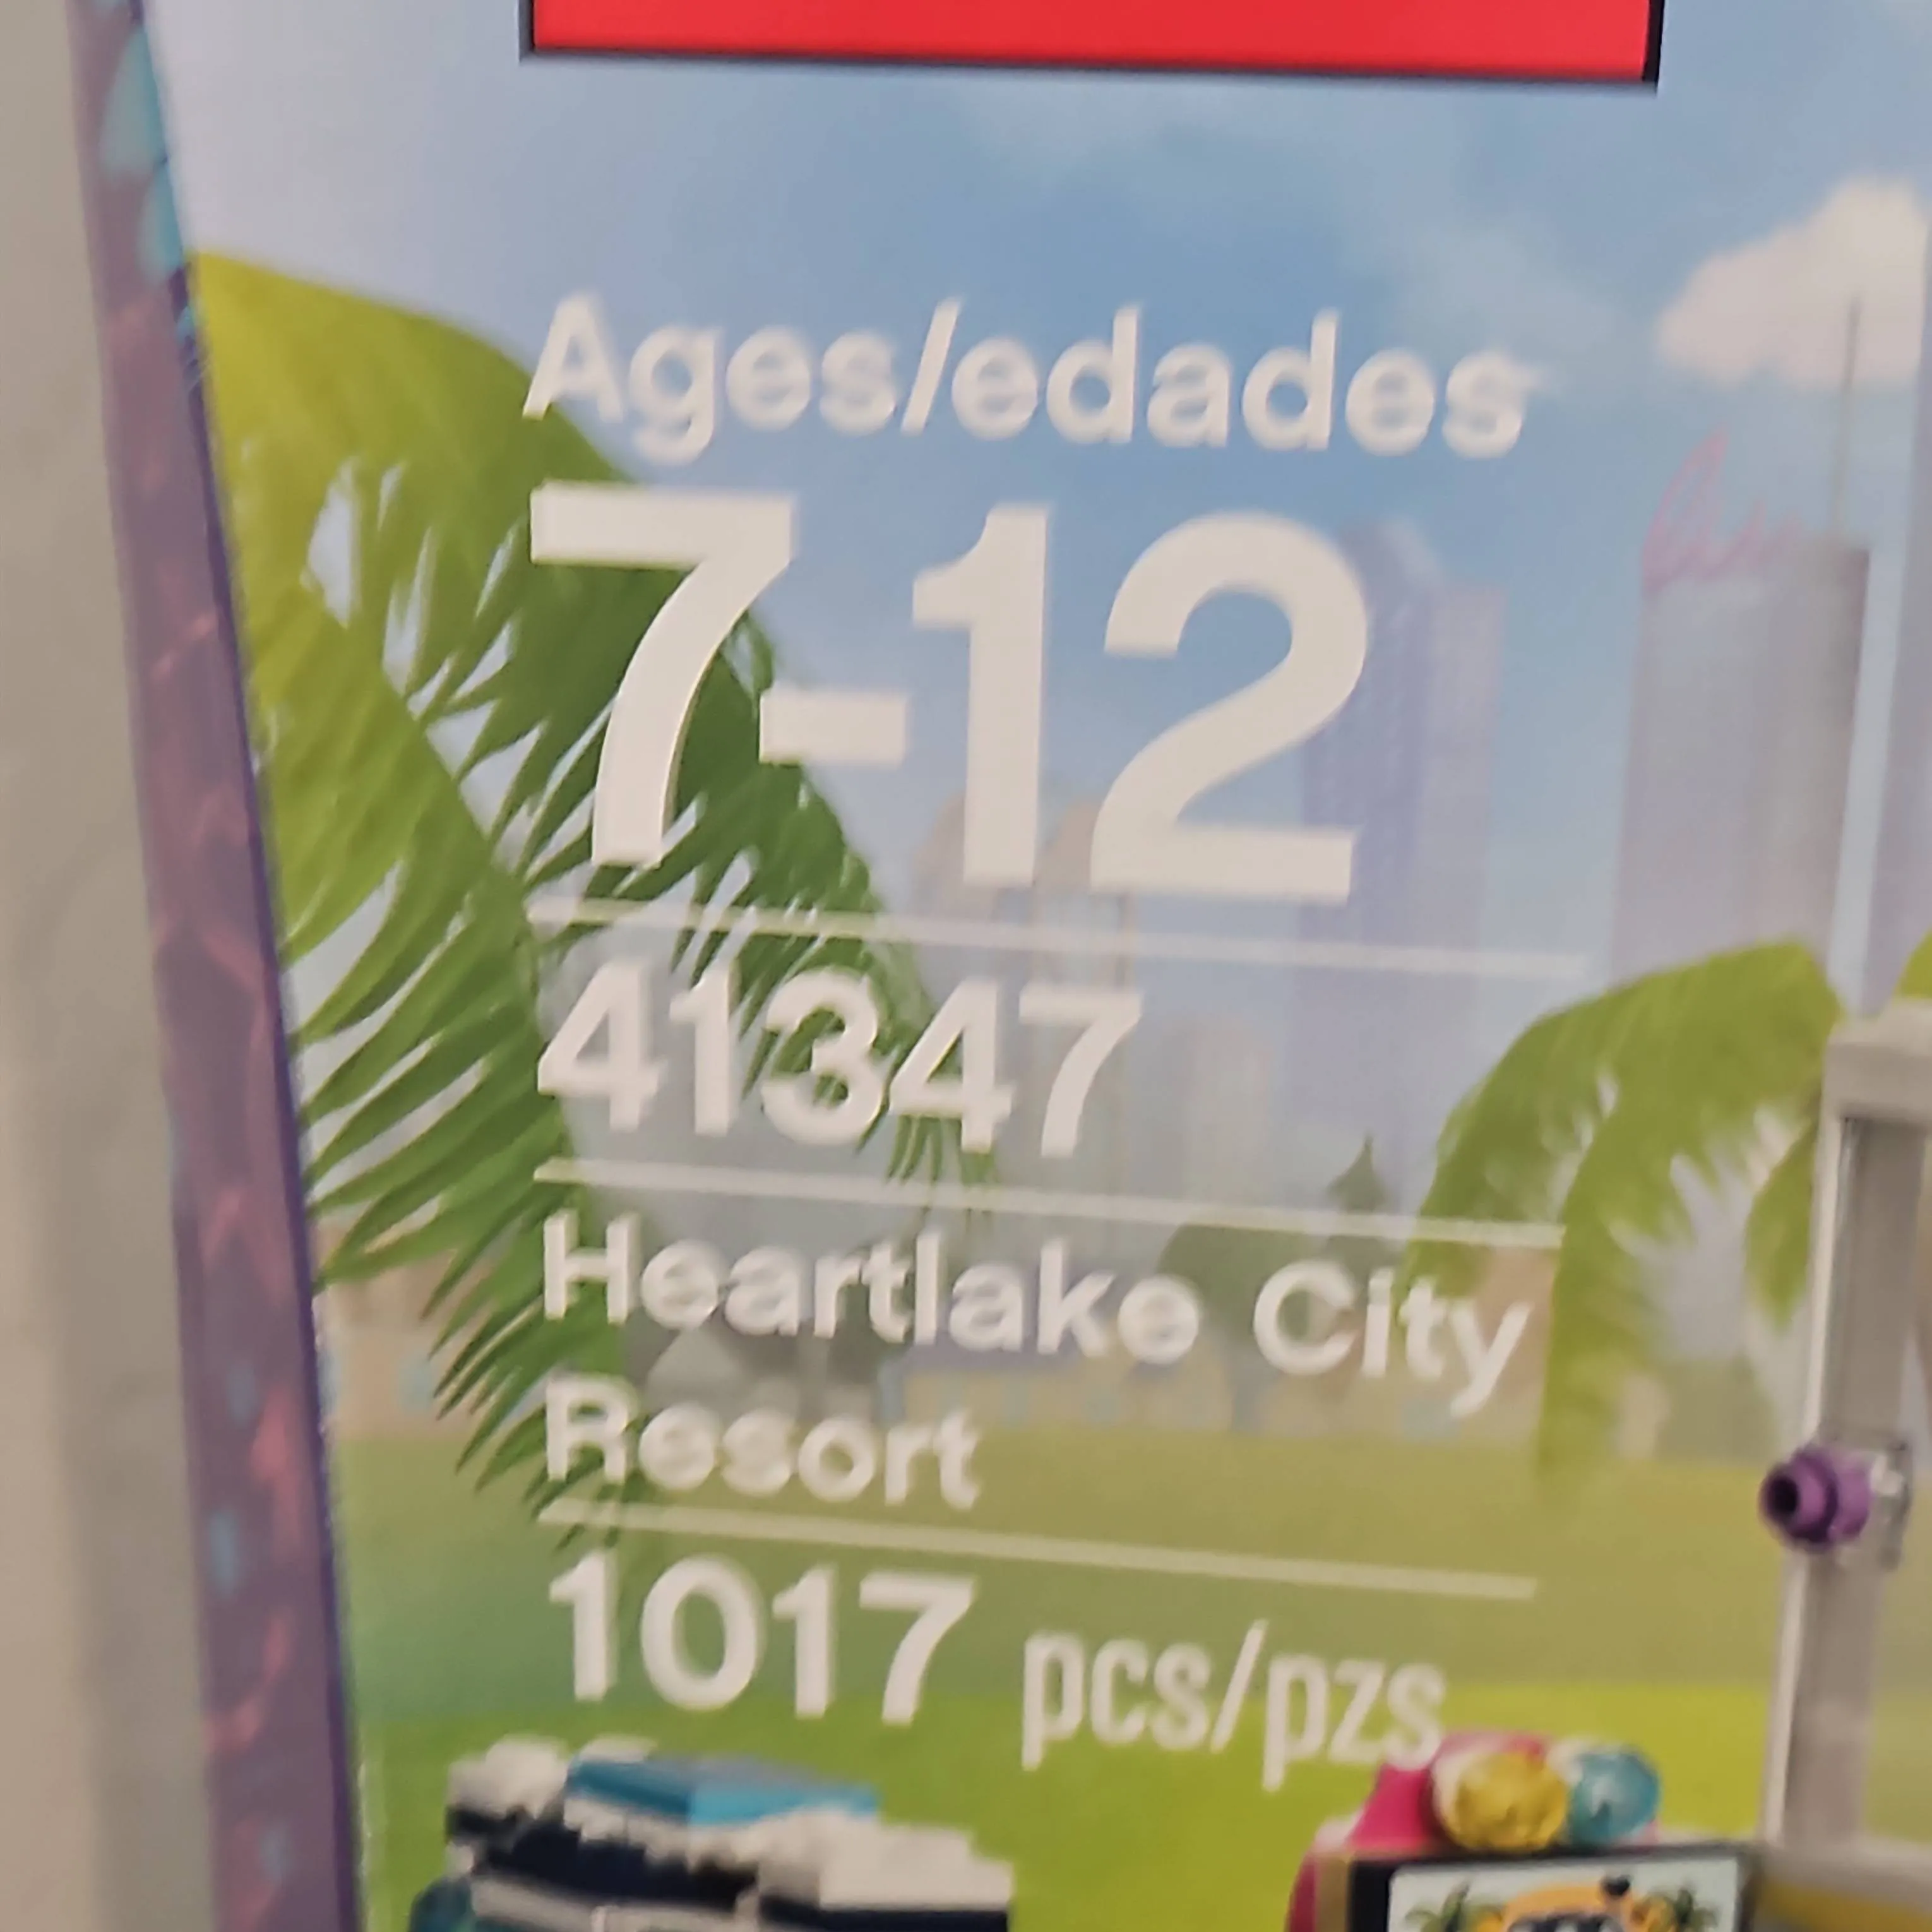 Ages/edades
7-12
41347
Heartlake City
Resort
1017 pcs/pzs